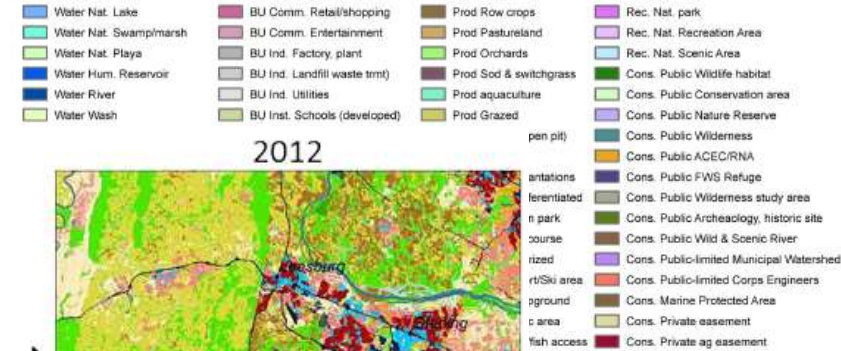 Water Nat. Lake
Water Nat. Swamp/marsh
Water Nat. Playa
Water Hum. Reservoir
Water River
Water Wash
BU Comm. Retail/shopping
BU Comm. Entertainment
BU Ind. Factory, plant
BU Ind. Landfill waste trmt)
BU Ind. Utilities
BU Inst. Schools (developed)
Prod Row crops
Prod Pastureland
Prod Orchards
Prod Sod & switchgrass
Prod aquaculture
Prod Grazed
pen pit)
antations
ferentiated
n park
course
rized
rt/Ski area
pground
c area
fish access
Rec. Nat. park
Rec. Nat. Recreation Area
Rec. Nat. Scenic Area
Cons. Public Wildlife habitat
Cons. Public Conservation area
Cons. Public Nature Reserve
Cons. Public Wilderness
Cons. Public ACEC/RNA
Cons. Public FWS Refuge
Cons. Public Wilderness study area
Cons. Public Archeaology, historic site
Cons. Public Wild & Scenic River
Cons. Public-limited Municipal Watershed
Cons. Public-limited Corps Engineers
Cons. Marine Protected Area
Cons. Private easement
Cons. Private ag easement
2012
Leesburg